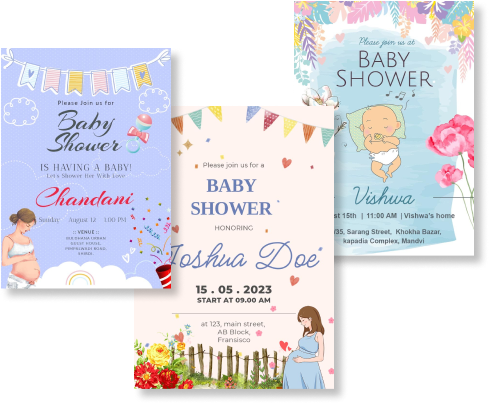 Please Join us for
Baby
Shower
IS HAVING A BABY!
Let's Shower Her With Love
Chandani
Sunday August 12 1:00 PM
:: VENUE ::
Please join us for a
BABY
SHOWER
HONORING
Joshua Doe
15 . 05 . 2023
START AT 09.00 AM
at 123, main street,
AB Block,
Fransisco
Please join us at
BABY
SHOWER
Vishwa
st 15th | 11:00 AM | Vishwa's home
/35, Sarang Street, Khokha Bazar,
kapadia Complex, Mandvi